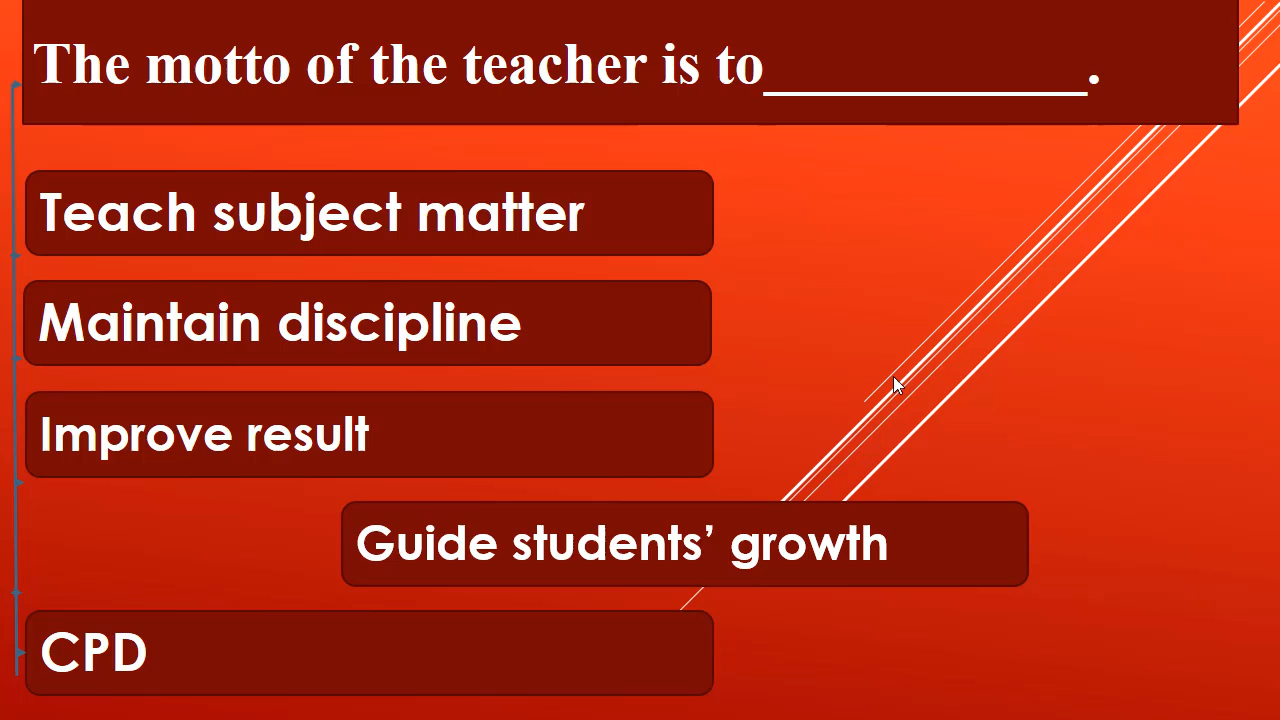 The motto of the teacher is to___________.
Teach subject matter
Maintain discipline
Improve result
Guide students’ growth
CPD